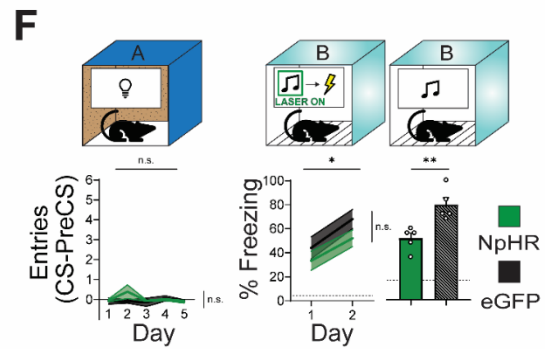 F
A
B
B
LASER ON
n.s.
*
**
Entries
(CS-PreCS)
6
5
4
3
2
1
0
n.s.
1 2 3 4 5
Day
% Freezing
100
80
60
40
20
0
n.s.
1 2
Day
NpHR
eGFP